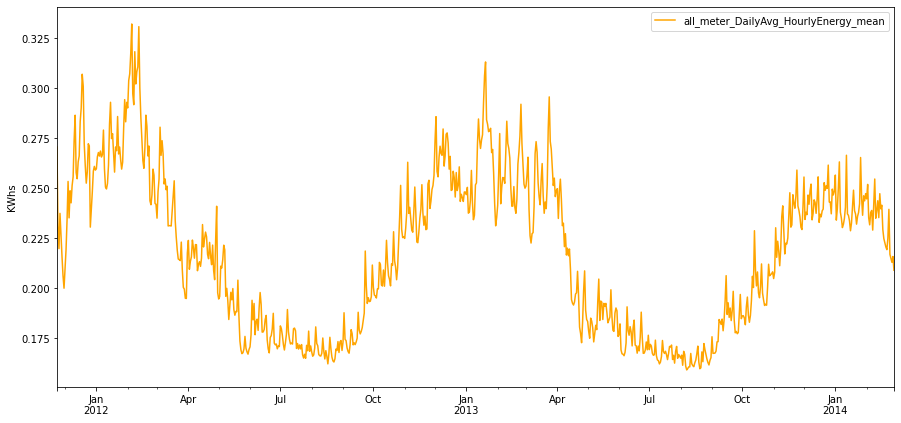 all_meter_DailyAvg_HourlyEnergy_mean
0.325
0.300
0.275
0.250
0.225
0.200
0.175
KWhs
Jan Apr Jul Oct Jan Apr Jul Oct Jan
2012 2013 2014